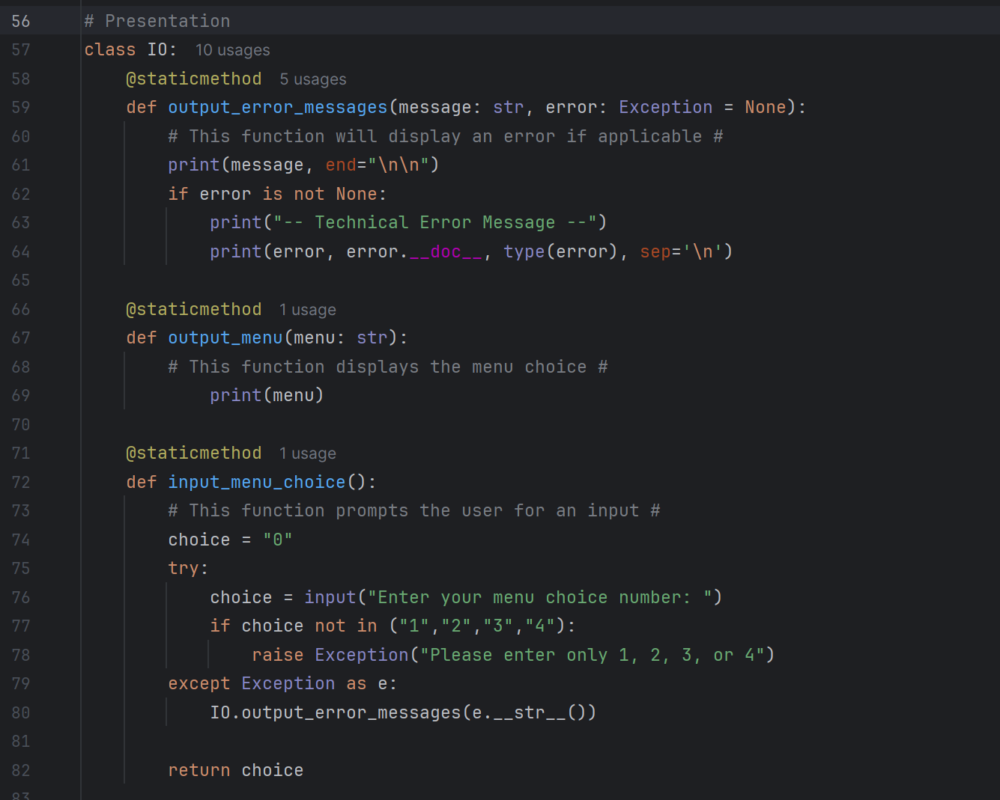 56 # Presentation
57 class IO: 10 usages
58     @staticmethod 5 usages
59     def output_error_messages(message: str, error: Exception = None):
60         # This function will display an error if applicable #
61         print(message, end="\n\n")
62         if error is not None:
63             print("-- Technical Error Message --")
64             print(error, error.__doc__, type(error), sep='\n')
65
66     @staticmethod 1 usage
67     def output_menu(menu: str):
68         # This function displays the menu choice #
69             print(menu)
70
71     @staticmethod 1 usage
72     def input_menu_choice():
73         # This function prompts the user for an input #
74         choice = "0"
75         try:
76             choice = input("Enter your menu choice number: ")
77             if choice not in ("1","2","3","4"):
78                 raise Exception("Please enter only 1, 2, 3, or 4")
79         except Exception as e:
80             IO.output_error_messages(e.__str__())
81
82         return choice
83